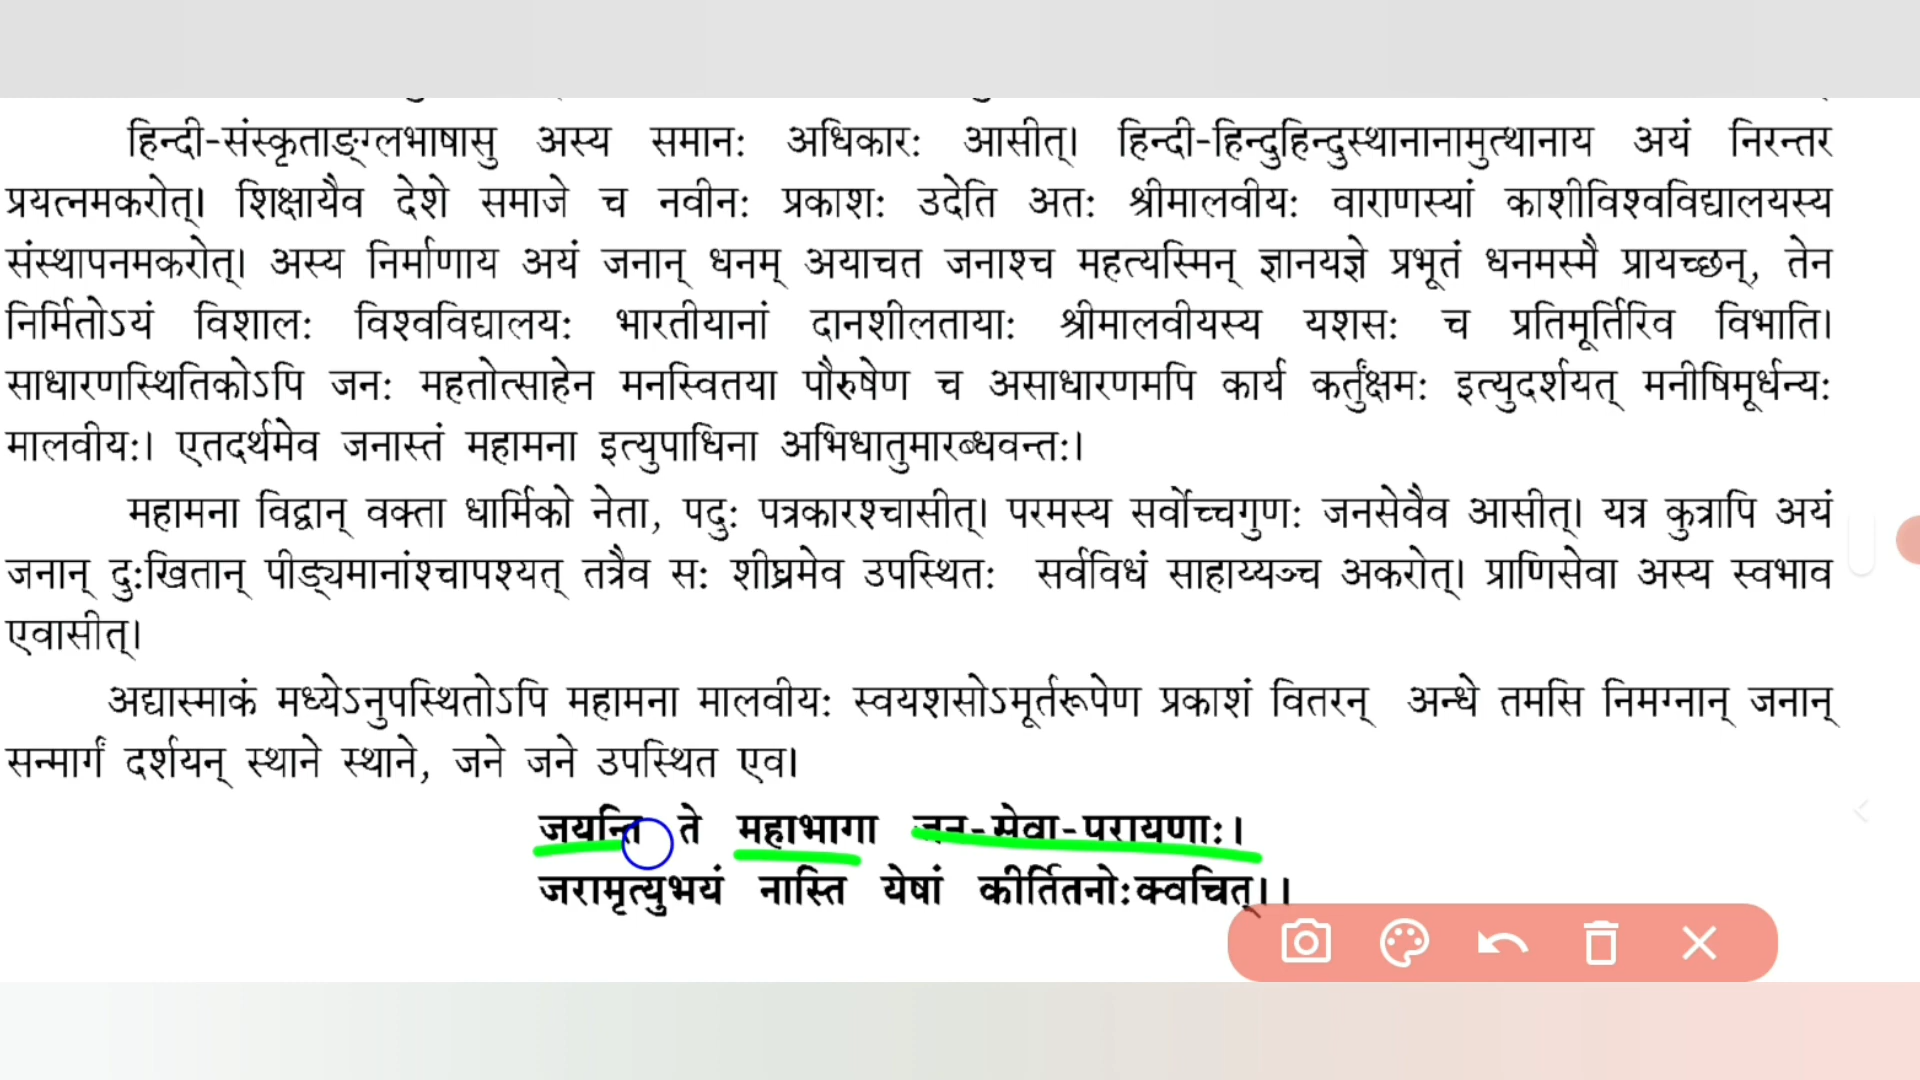 हिन्दी-संस्कृताङ्ग्लभाषासु अस्य समानः अधिकारः आसीत्। हिन्दी-हिन्दुहिन्दुस्थानानामुत्थानाय अयं निरन्तर
प्रयत्नमकरोत्। शिक्षायैव देशे समाजे च नवीनः प्रकाशः उदेति अतः श्रीमालवीयः वाराणस्यां काशीविश्वविद्यालयस्य
संस्थापनमकरोत्। अस्य निर्माणाय अयं जनान् धनम् अयाचत जनाश्च महत्यस्मिन् ज्ञानयज्ञे प्रभूतं धनमस्मै प्रायच्छन्, तेन
निर्मितोऽयं विशालः विश्वविद्यालयः भारतीयानां दानशीलतायाः श्रीमालवीयस्य यशसः च प्रतिमूर्तिरिव विभाति।
साधारणस्थितिकोऽपि जनः महतोत्साहेन मनस्वितया पौरुषेण च असाधारणमपि कार्य कर्तुंक्षमः इत्युदर्शयत् मनीषिमूर्धन्यः
मालवीयः। एतदर्थमेव जनास्तं महामना इत्युपाधिना अभिधातुमारब्धवन्तः।
महामना विद्वान् वक्ता धार्मिको नेता, पदुः पत्रकारश्चासीत्। परमस्य सर्वोच्चगुणः जनसेवैव आसीत्। यत्र कुत्रापि अयं
जनान् दुःखितान् पीड्यमानांश्चापश्यत् तत्रैव सः शीघ्रमेव उपस्थितः सर्वविधं साहाय्यञ्च अकरोत्। प्राणिसेवा अस्य स्वभाव
एवासीत्।
अद्यास्माकं मध्येऽनुपस्थितोऽपि महामना मालवीयः स्वयशसोऽमूर्तरूपेण प्रकाशं वितरन् अन्धे तमसि निमग्नान् जनान्
सन्मार्गं दर्शयन् स्थाने स्थाने, जने जने उपस्थित एव।
जयन्ति ते महाभागा जन-सेवा-परायणाः।
जरामृत्युभयं नास्ति येषां कीर्तितनोःक्वचित्।।